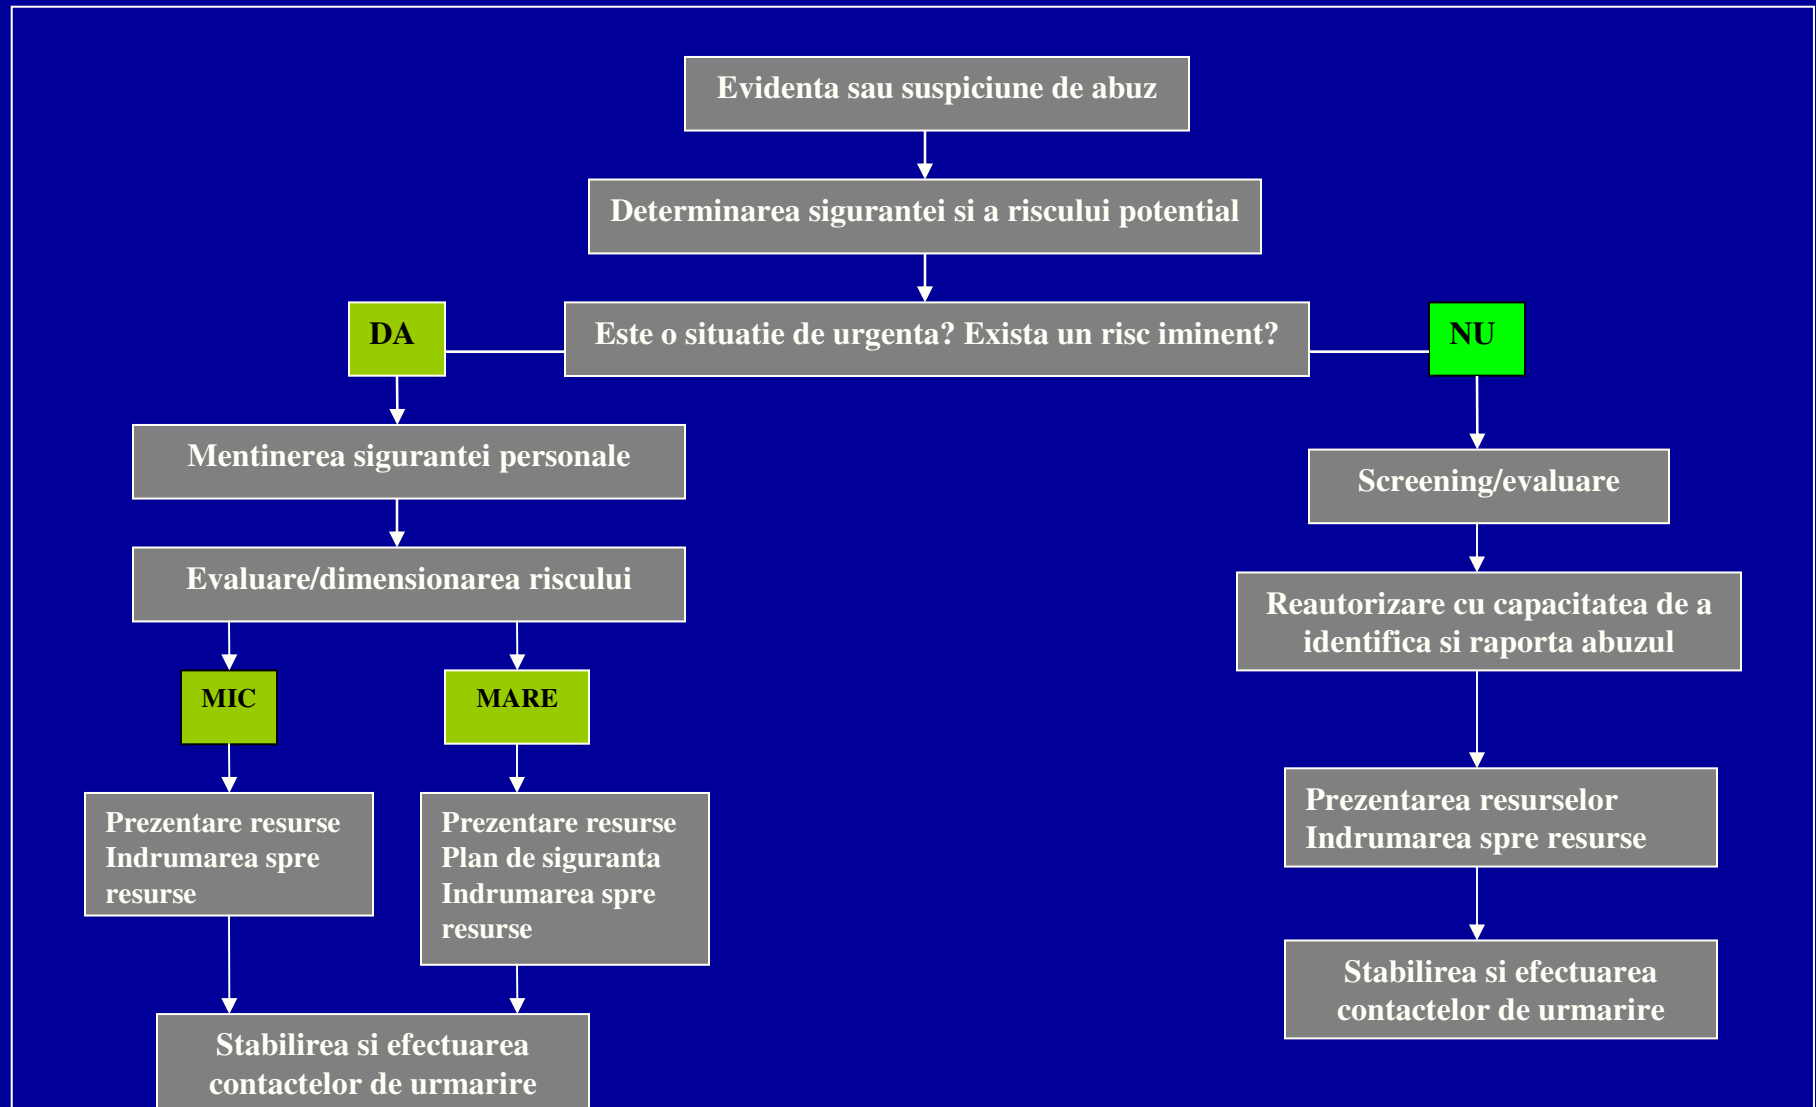 Evidenta sau suspiciune de abuz
Determinarea sigurantei si a riscului potential
DA
Este o situatie de urgenta? Exista un risc iminent?
NU
Mentinerea sigurantei personale
Screening/evaluare
Evaluare/dimensionarea riscului
Reautorizare cu capacitatea de a
identifica si raporta abuzul
MIC
MARE
Prezentare resurse
Indrumarea spre
resurse
Prezentare resurse
Plan de siguranta
Indrumarea spre
resurse
Prezentarea resurselor
Indrumarea spre resurse
Stabilirea si efectuarea
contactelor de urmarire
Stabilirea si efectuarea
contactelor de urmarire